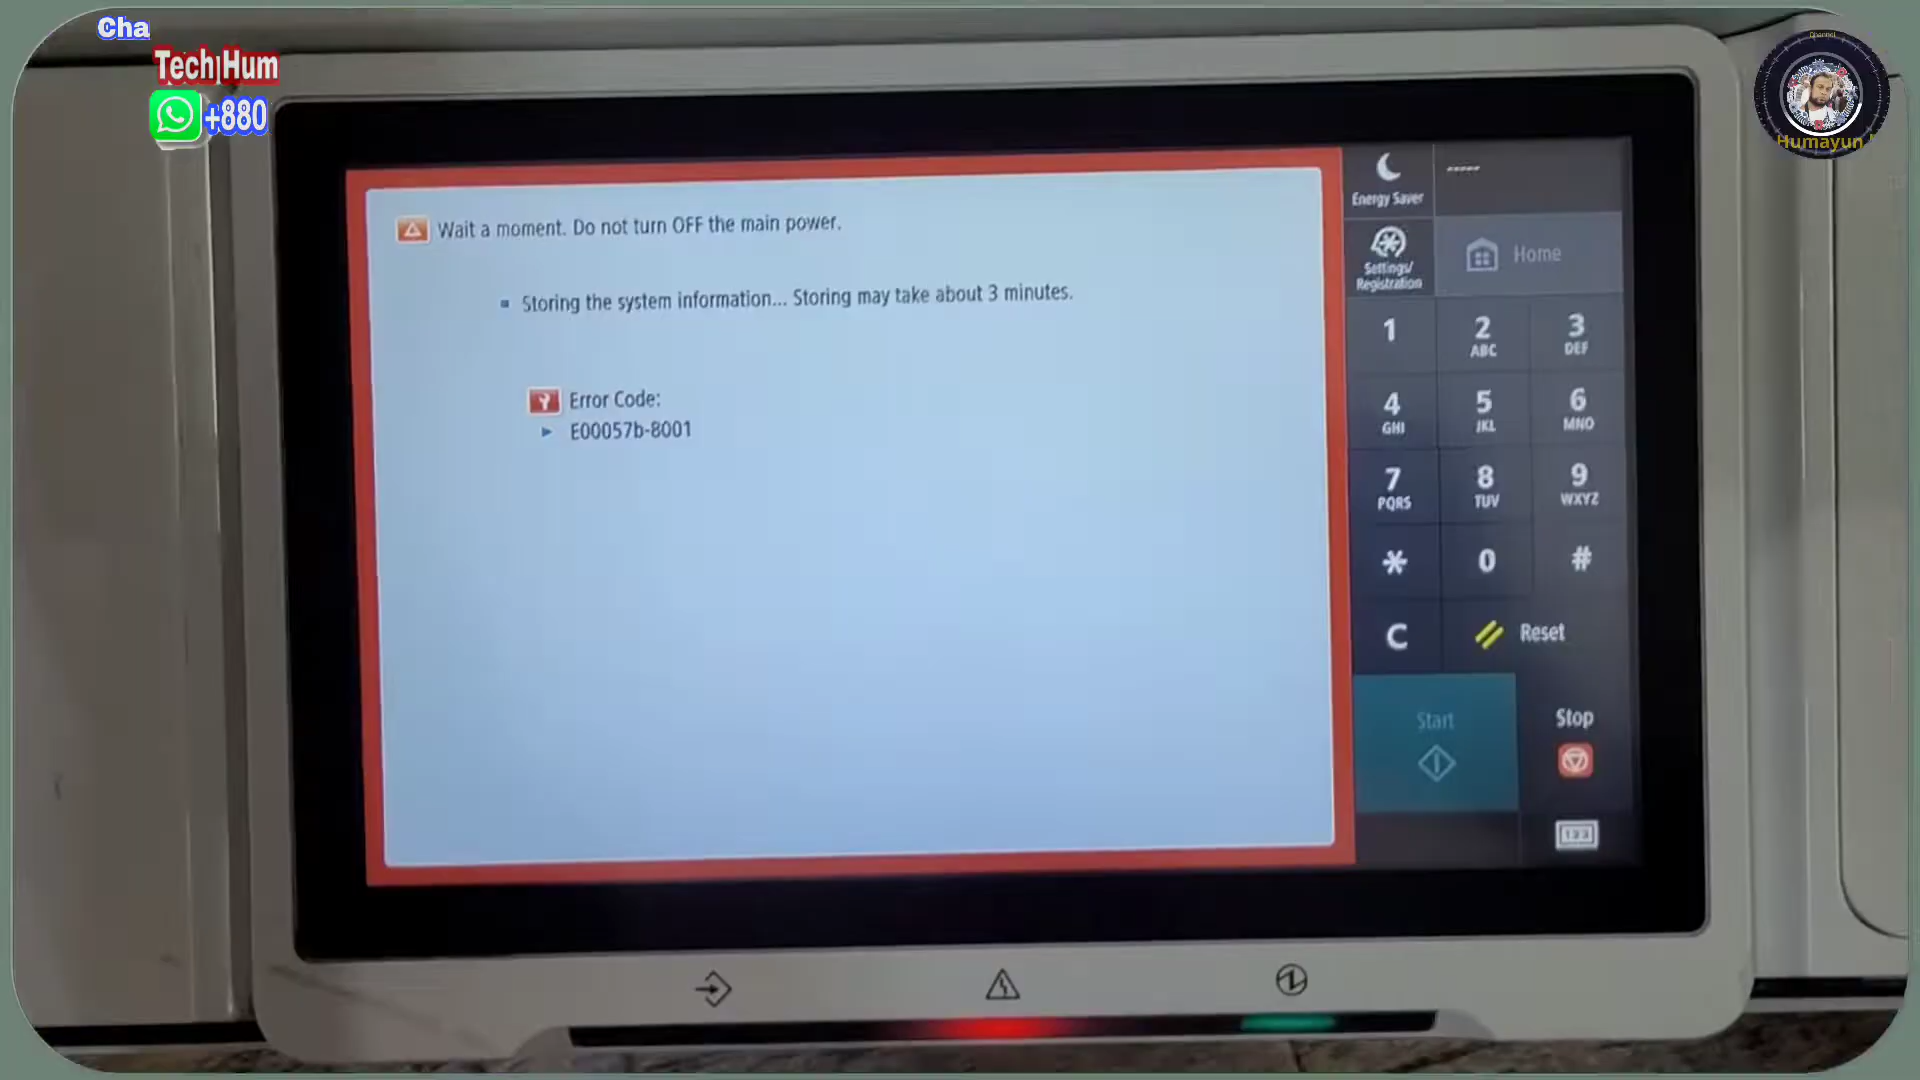 Cha
Tech|Hum
+880
Channel
Humayun
Wait a moment. Do not turn OFF the main power.
Storing the system information... Storing may take about 3 minutes.
Error Code:
E00057b-8001
Energy Saver
-----
Settings/
Registration
Home
1
2
ABC
3
DEF
4
GHI
5
JKL
6
MNO
7
PQRS
8
TUV
9
WXYZ
*
0
#
C
Reset
Start
Stop
123